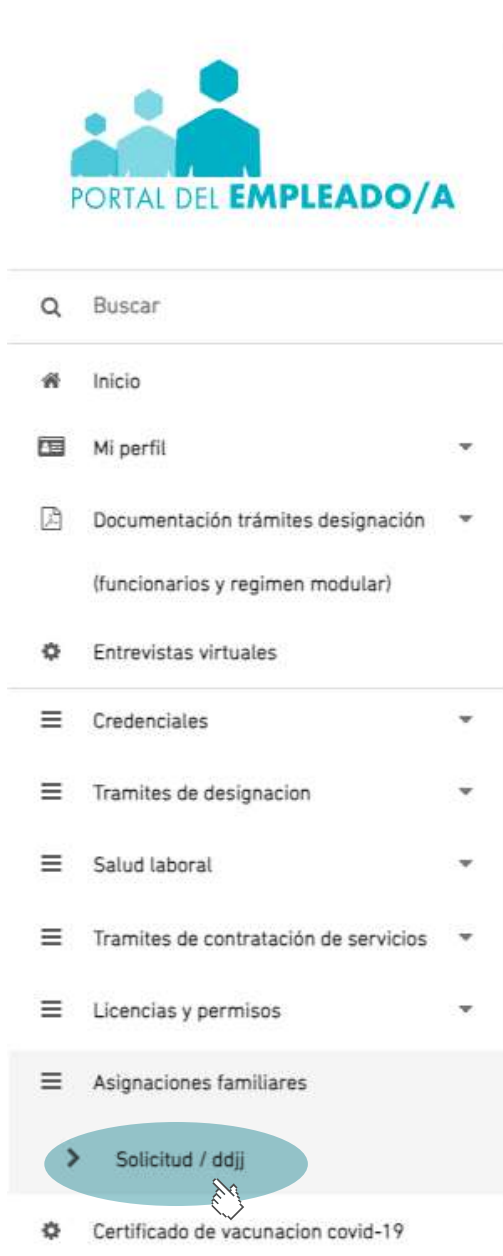 PORTAL DEL EMPLEADO/A
Buscar
Inicio
Mi perfil
Documentación trámites designación
(funcionarios y regimen modular)
Entrevistas virtuales
Credenciales
Tramites de designacion
Salud laboral
Tramites de contratación de servicios
Licencias y permisos
Asignaciones familiares
Solicitud / ddjj
Certificado de vacunacion covid-19